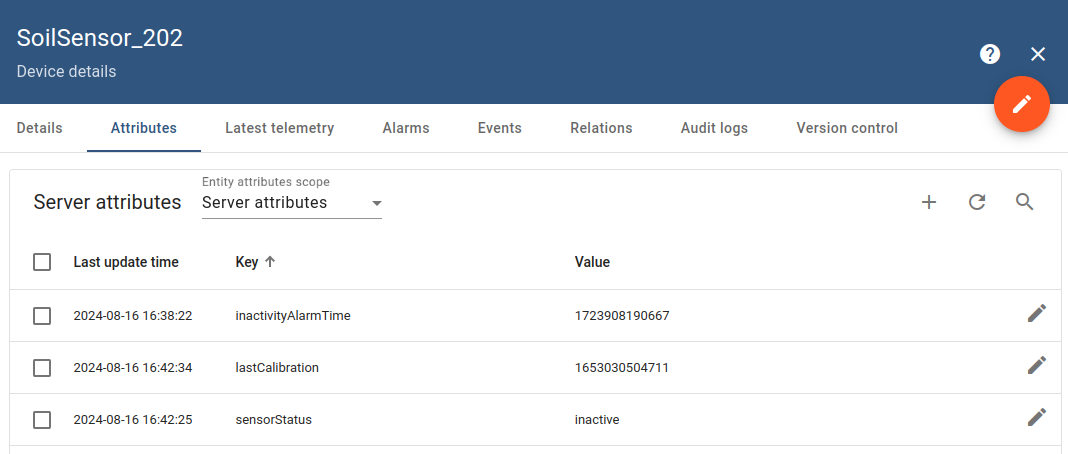 SoilSensor_202
Device details
Details Attributes Latest telemetry Alarms Events Relations Audit logs Version control
Entity attributes scope
Server attributes Server attributes
Last update time Key Value
2024-08-16 16:38:22 inactivityAlarmTime 1723908190667
2024-08-16 16:42:34 lastCalibration 1653030504711
2024-08-16 16:42:25 sensorStatus inactive